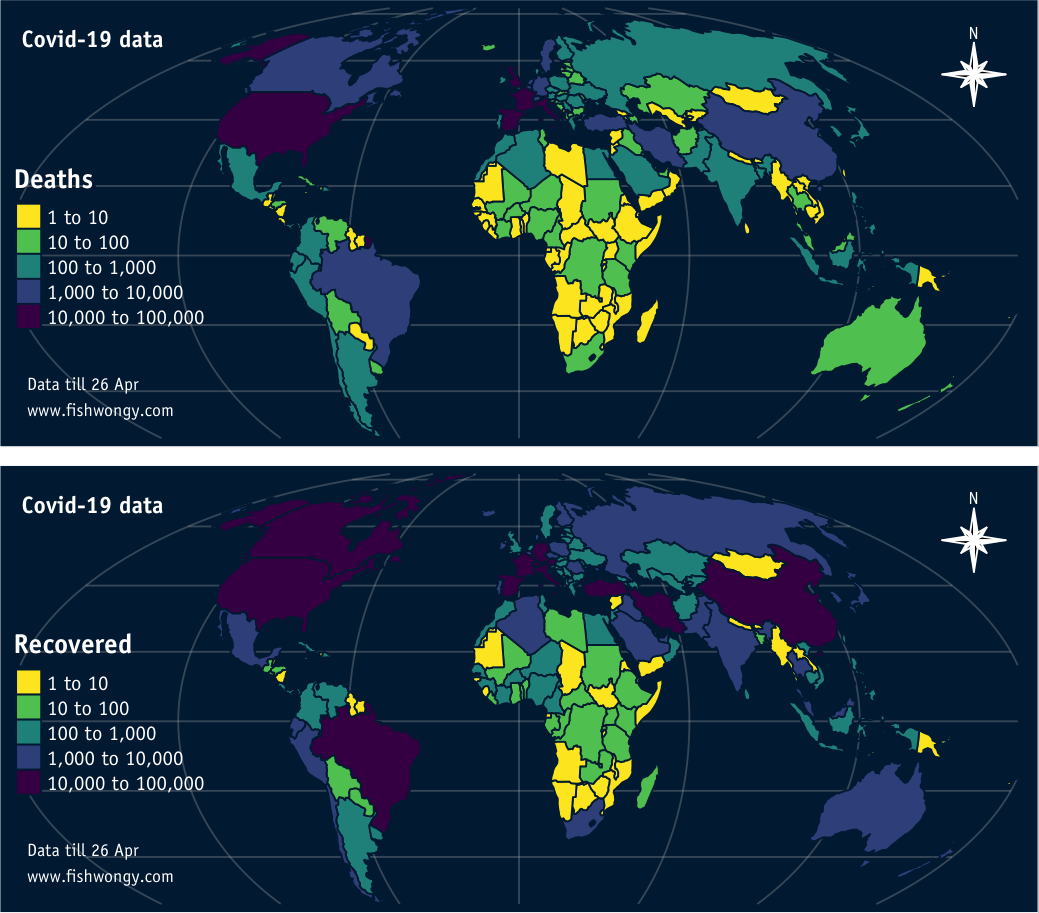 Covid-19 data
N
Deaths
1 to 10
10 to 100
100 to 1,000
1,000 to 10,000
10,000 to 100,000
Data till 26 Apr
www.fishwongy.com
Covid-19 data
N
Recovered
1 to 10
10 to 100
100 to 1,000
1,000 to 10,000
10,000 to 100,000
Data till 26 Apr
www.fishwongy.com